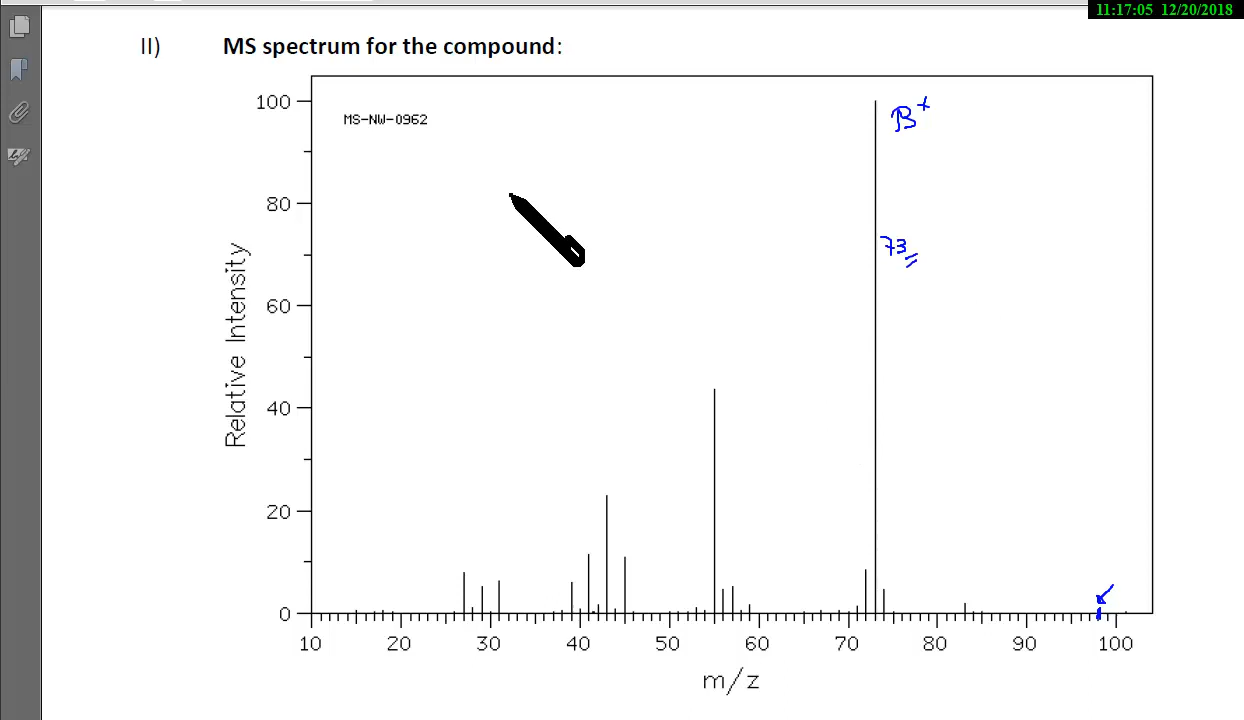 11:17:05 12/20/2018
II) MS spectrum for the compound:
100
MS-NW-0962
B+
80
73
60
40
20
0
Relative Intensity
10 20 30 40 50 60 70 80 90 100
m/z